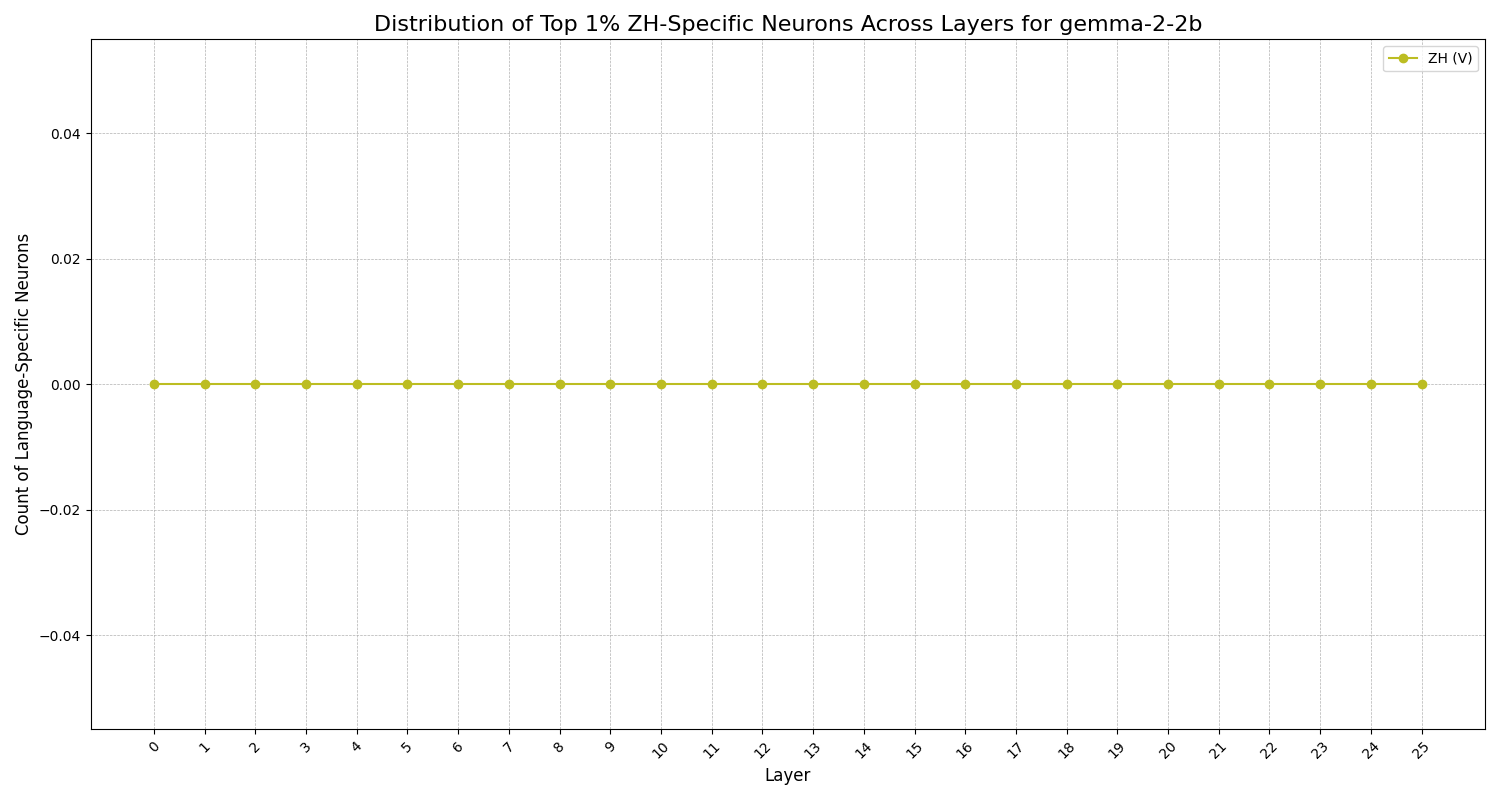 Distribution of Top 1% ZH-Specific Neurons Across Layers for gemma-2-2b
ZH (V)
Count of Language-Specific Neurons
0.04
0.02
0.00
−0.02
−0.04
0 1 2 3 4 5 6 7 8 9 10 11 12 13 14 15 16 17 18 19 20 21 22 23 24 25
Layer